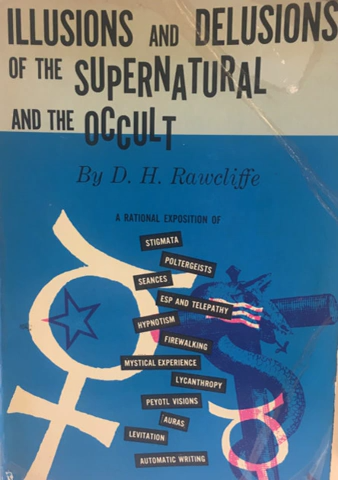 ILLUSIONS AND DELUSIONS
OF THE SUPERNATURAL
AND THE OCCULT
By D. H. Rawcliffe
A RATIONAL EXPOSITION OF
STIGMATA
POLTERGEISTS
SEANCES
ESP AND TELEPATHY
HYPNOTISM
FIREWALKING
MYSTICAL EXPERIENCE
LYCANTHROPY
PEYOTL VISIONS
AURAS
LEVITATION
AUTOMATIC WRITING